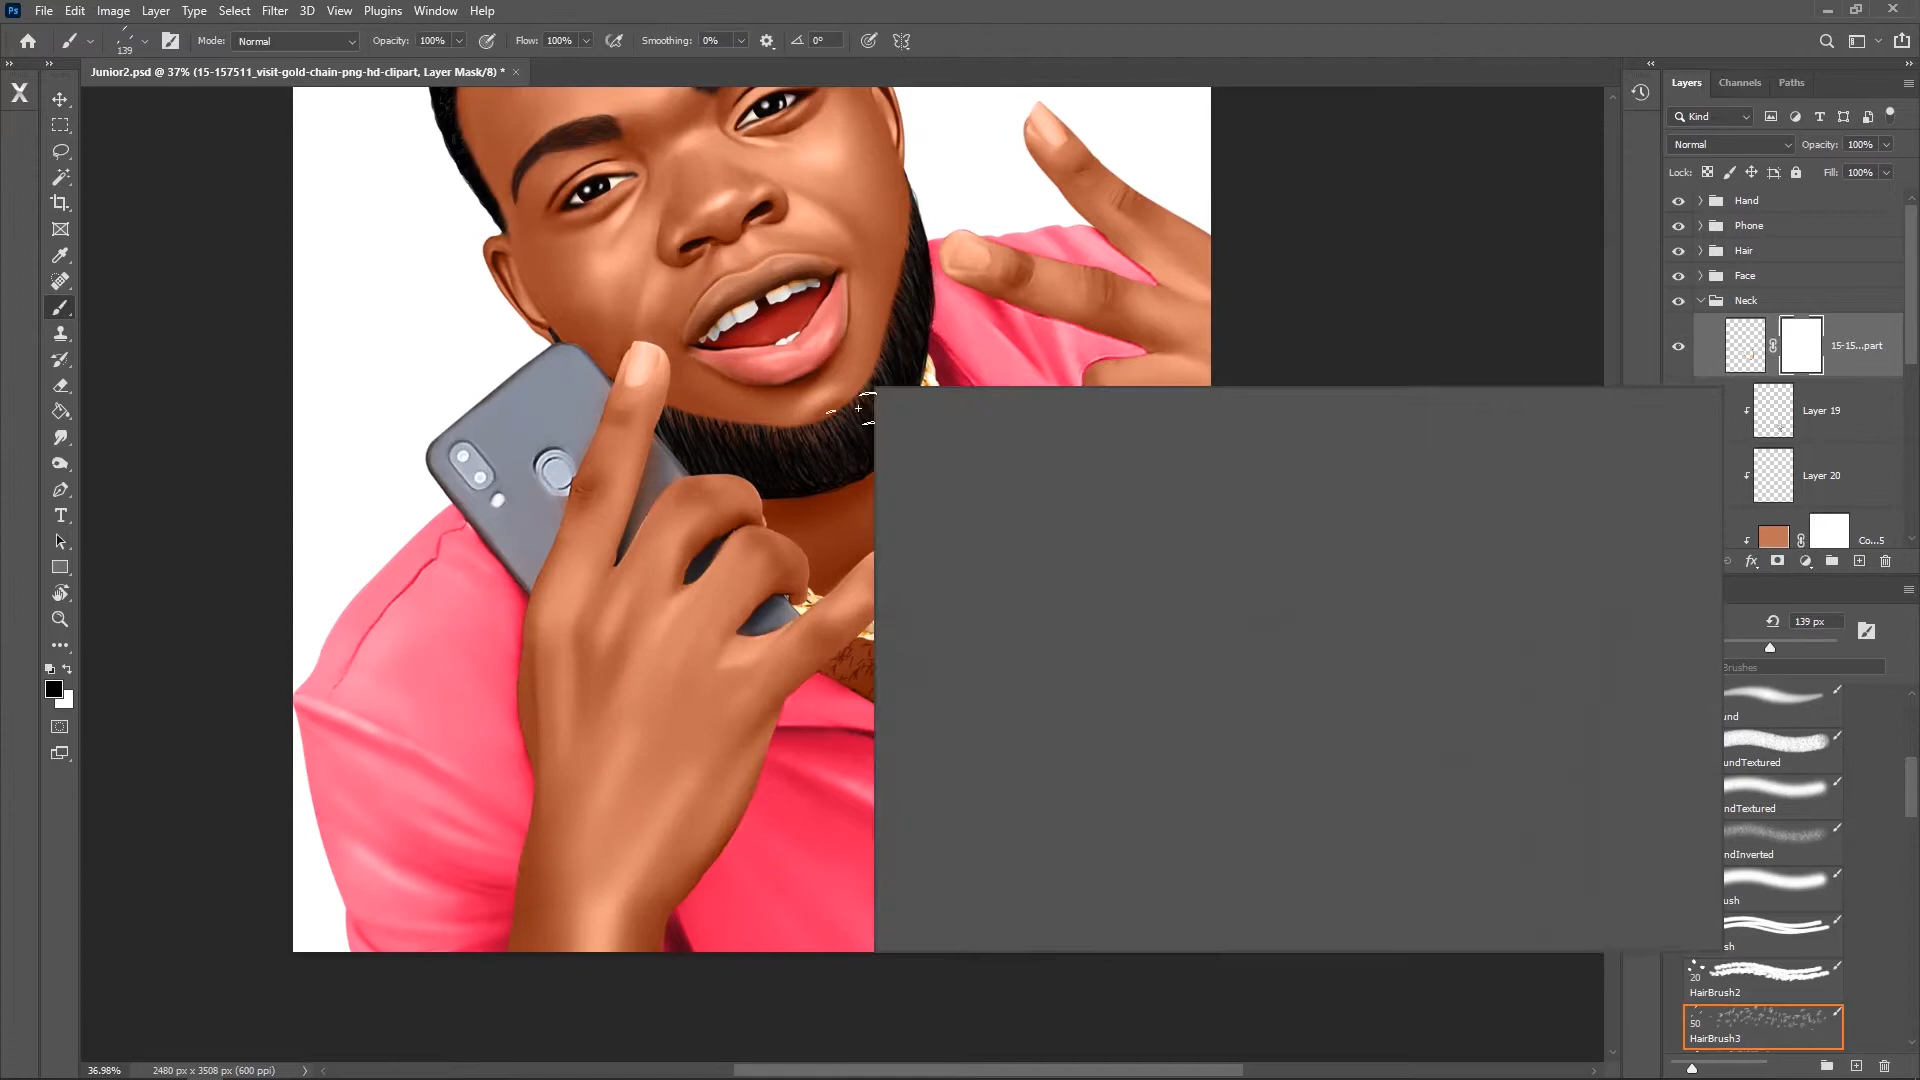 Ps File Edit Image Layer Type Select Filter 3D View Plugins Window Help
139 Mode: Normal Opacity: 100% Flow: 100% Smoothing: 0% 0°
Junior2.psd @ 37% (15-157511_visit-gold-chain-png-hd-clipart, Layer Mask/8) * ×
Layers Channels Paths
Kind
Normal Opacity: 100%
Lock: Fill: 100%
Hand
Phone
Hair
Face
Neck
15-15...part
Layer 19
Layer 20
Co...5
fx
139 px
Brushes
und
undTextured
ndTextured
ndInverted
ush
sh
20
HairBrush2
50
HairBrush3
36.98% 2480 px x 3508 px (600 ppi)